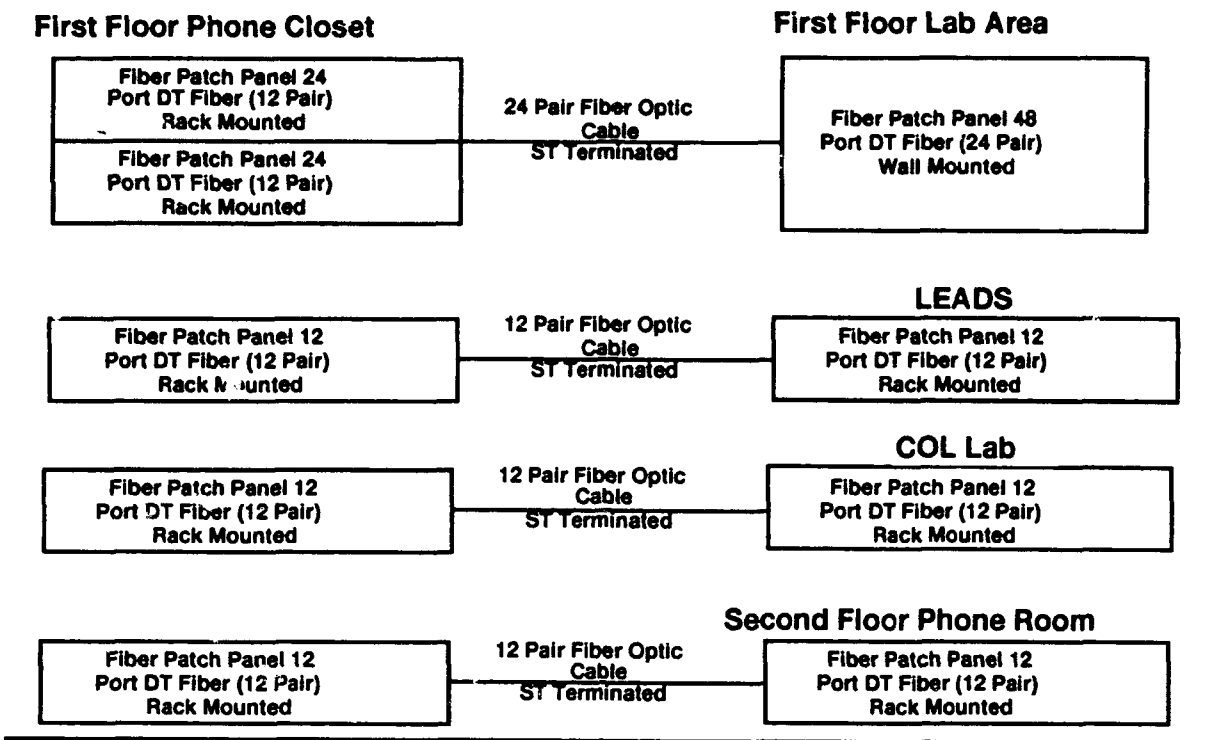 First Floor Phone Closet
First Floor Lab Area
Fiber Patch Panel 24
Port DT Fiber (12 Pair)
Rack Mounted
Fiber Patch Panel 24
Port DT Fiber (12 Pair)
Rack Mounted
24 Pair Fiber Optic
Cable
ST Terminated
Fiber Patch Panel 48
Port DT Fiber (24 Pair)
Wall Mounted
LEADS
Fiber Patch Panel 12
Port DT Fiber (12 Pair)
Rack Mounted
12 Pair Fiber Optic
Cable
ST Terminated
Fiber Patch Panel 12
Port DT Fiber (12 Pair)
Rack Mounted
COL Lab
Fiber Patch Panel 12
Port DT Fiber (12 Pair)
Rack Mounted
12 Pair Fiber Optic
Cable
ST Terminated
Fiber Patch Panel 12
Port DT Fiber (12 Pair)
Rack Mounted
Second Floor Phone Room
Fiber Patch Panel 12
Port DT Fiber (12 Pair)
Rack Mounted
12 Pair Fiber Optic
Cable
ST Terminated
Fiber Patch Panel 12
Port DT Fiber (12 Pair)
Rack Mounted